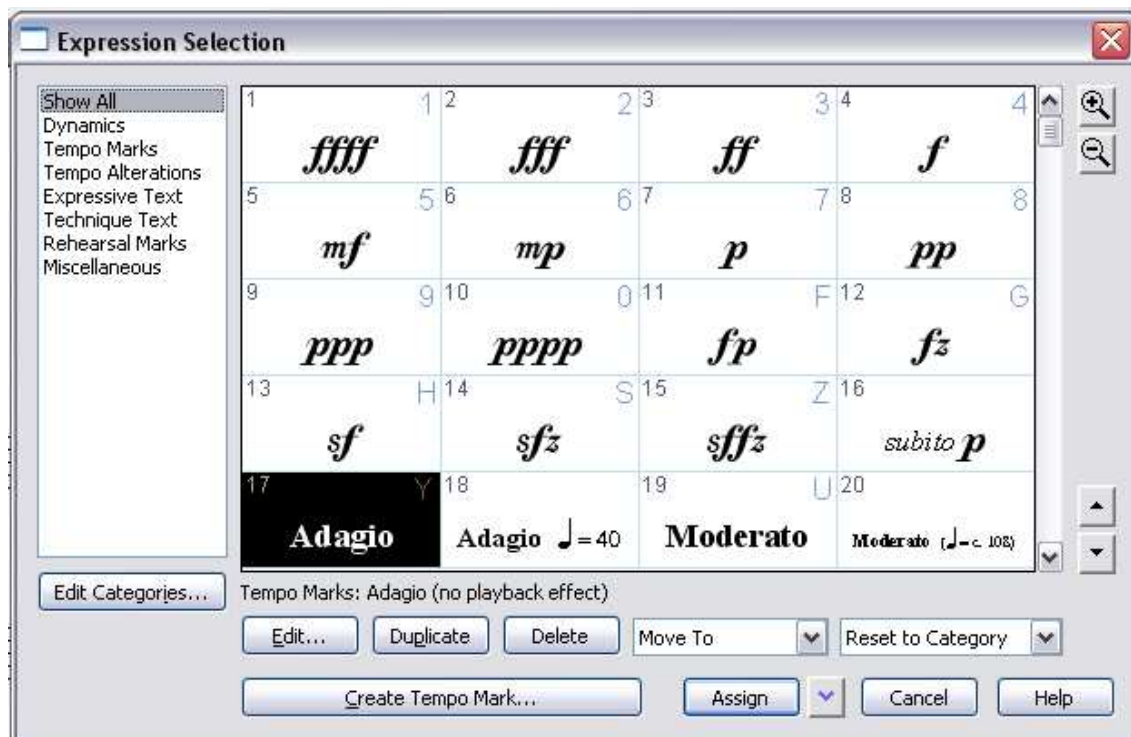 Expression Selection
Show All
Dynamics
Tempo Marks
Tempo Alterations
Expressive Text
Technique Text
Rehearsal Marks
Miscellaneous
1 1 2 2 3 3 4 4
ffff fff ff f
5 5 6 6 7 7 8 8
mf mp p pp
9 9 10 0 11 F 12 G
ppp pppp fp fz
13 H 14 S 15 Z 16
sf sfz sffz subito p
17 Y 18 19 U 20
Adagio Adagio ♩=40 Moderato Moderato (♩=c. 108)
Edit Categories... Tempo Marks: Adagio (no playback effect)
Edit... Duplicate Delete Move To Reset to Category
Create Tempo Mark... Assign Cancel Help